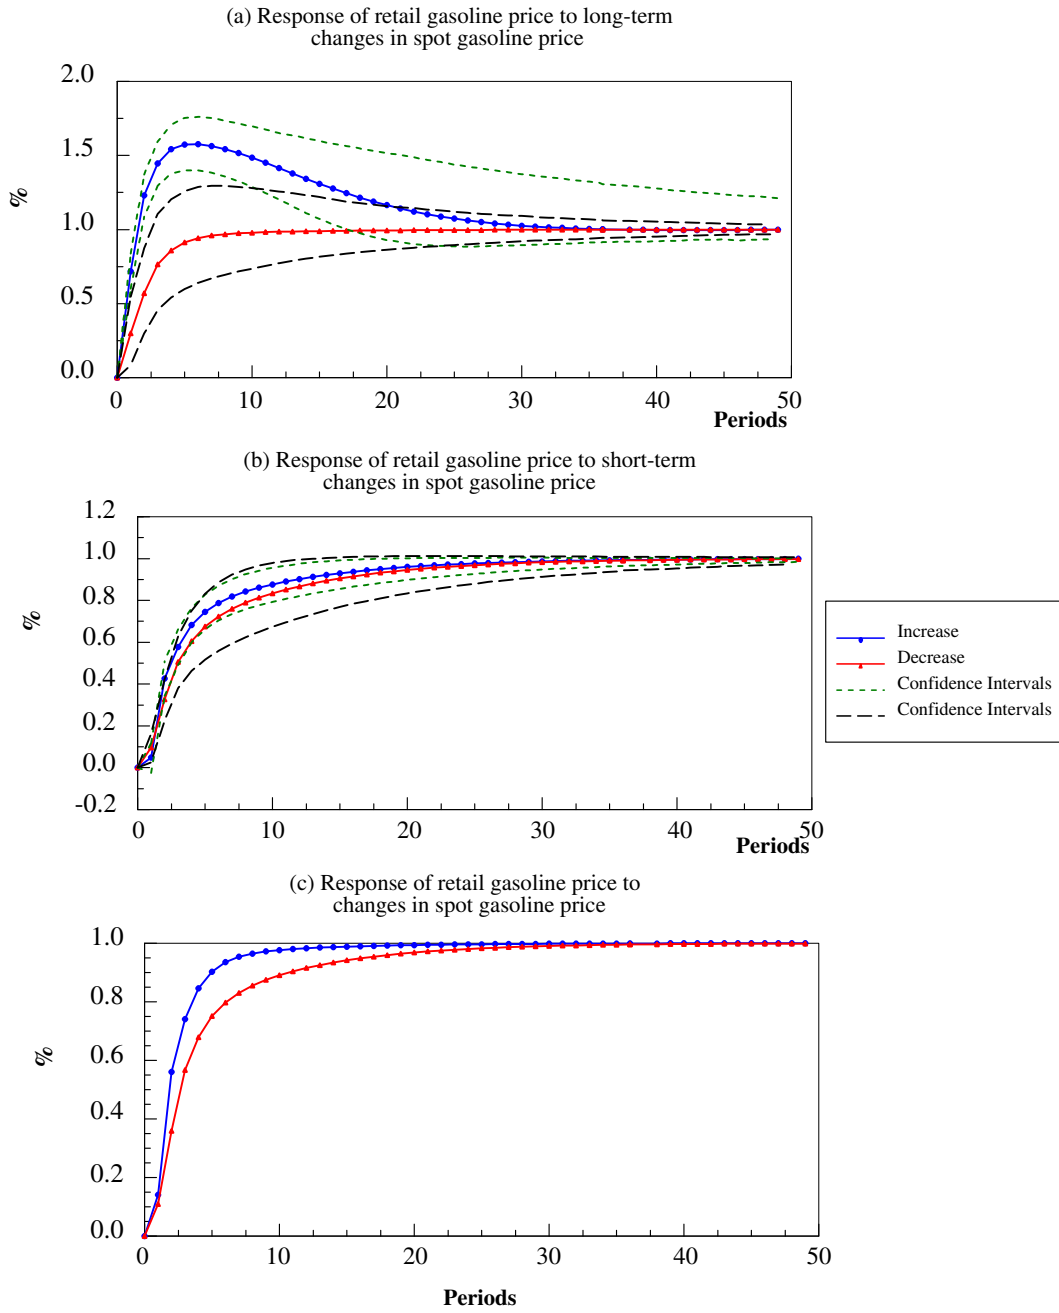 (a) Response of retail gasoline price to long-term
changes in spot gasoline price
2.0
1.5
1.0
0.5
0.0
%
0 10 20 30 40 50
Periods
(b) Response of retail gasoline price to short-term
changes in spot gasoline price
1.2
1.0
0.8
0.6
0.4
0.2
0.0
-0.2
%
0 10 20 30 40 50
Periods
Increase
Decrease
Confidence Intervals
Confidence Intervals
(c) Response of retail gasoline price to
changes in spot gasoline price
1.0
0.8
0.6
0.4
0.2
0.0
%
0 10 20 30 40 50
Periods